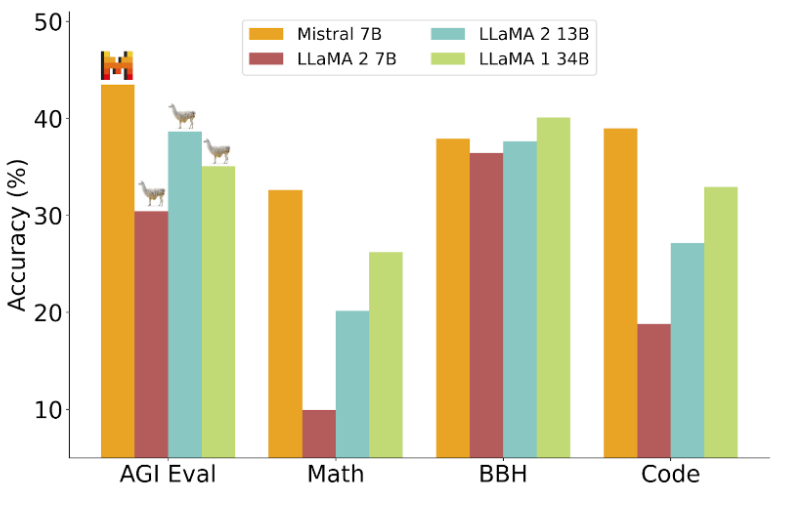 50
40
30
20
10
Accuracy (%)
Mistral 7B
LLaMA 2 7B
LLaMA 2 13B
LLaMA 1 34B
AGI Eval
Math
BBH
Code